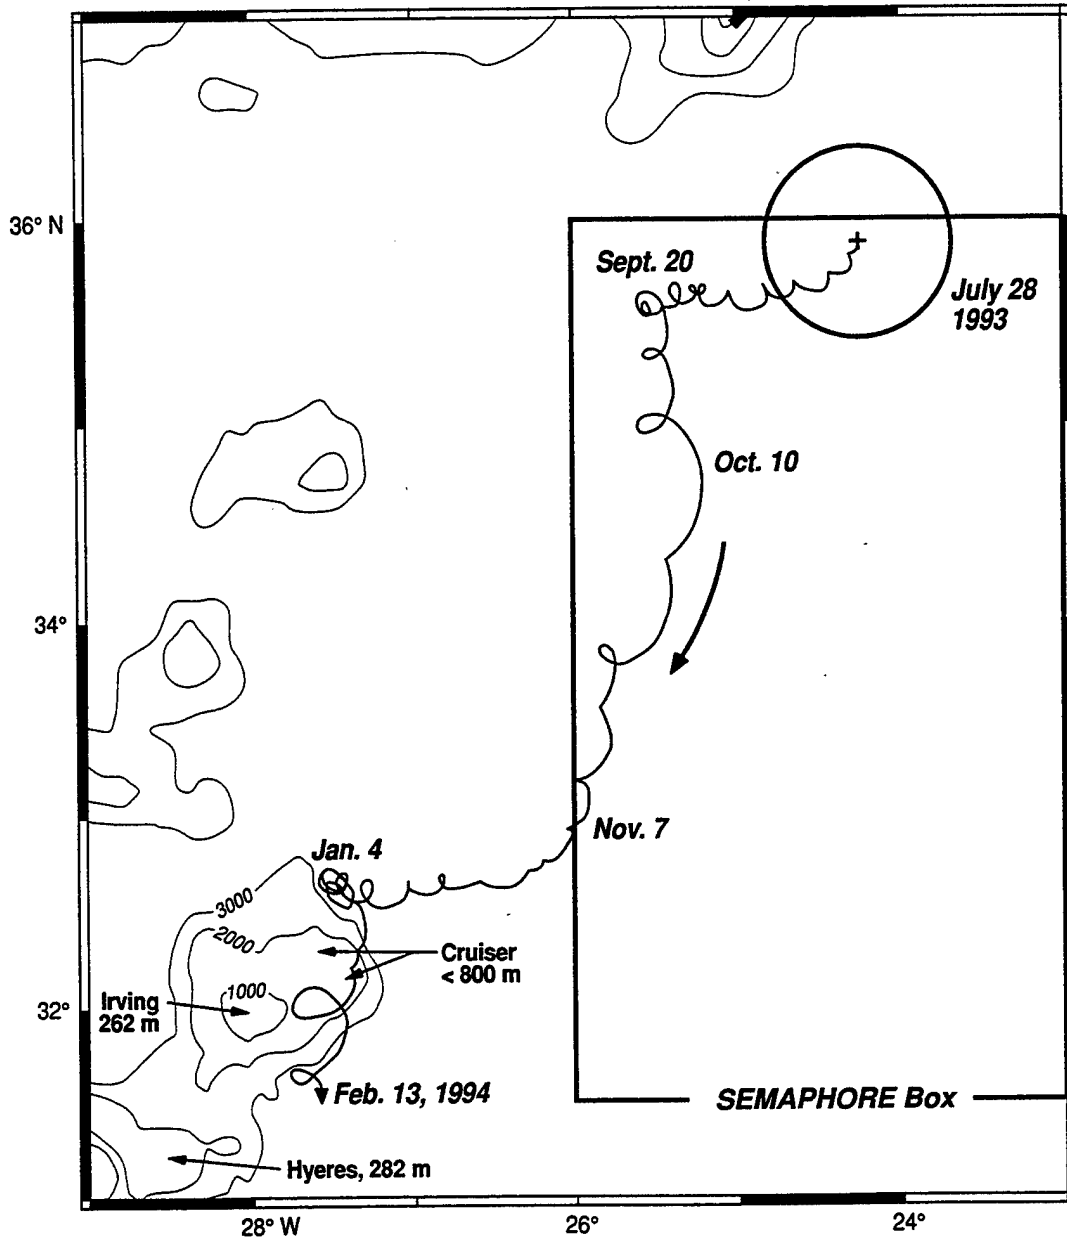 36° N
Sept. 20
July 28
1993
Oct. 10
34°
Nov. 7
Jan. 4
3000
2000
Cruiser
< 800 m
1000
Irving
262 m
32°
Feb. 13, 1994
SEMAPHORE Box
Hyeres, 282 m
28° W
26°
24°